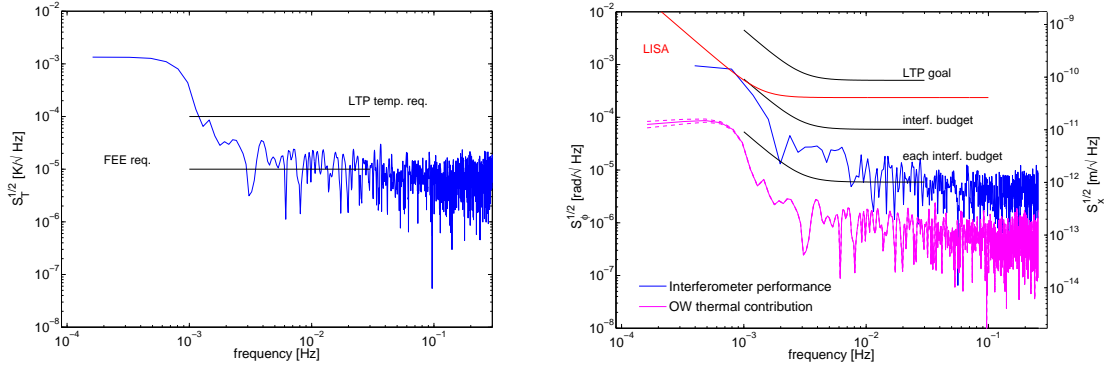 10^-2
10^-3
10^-4
10^-5
10^-6
10^-7
10^-8
S_T^1/2 [K/√ Hz]
LTP temp. req.
FEE req.
10^-4 10^-3 10^-2 10^-1
frequency [Hz]
10^-2
10^-3
10^-4
10^-5
10^-6
10^-7
10^-8
S_ϕ^1/2 [rad/√ Hz]
LISA
LTP goal
interf. budget
each interf. budget
Interferometer performance
OW thermal contribution
10^-4 10^-3 10^-2 10^-1
frequency [Hz]
10^-9
10^-10
10^-11
10^-12
10^-13
10^-14
S_x^1/2 [m/√ Hz]